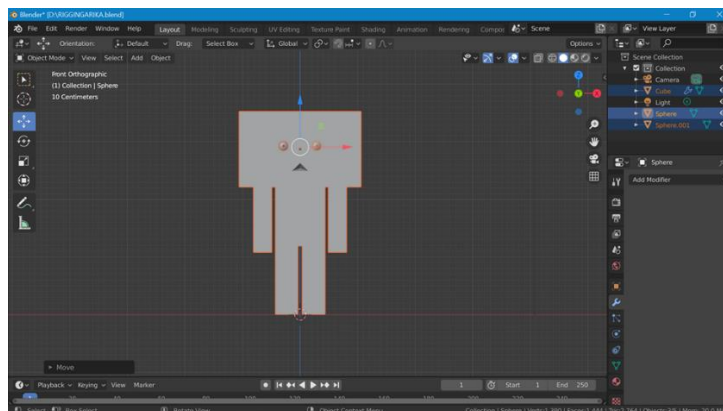 Blender* [D:\RIGGINGARIKA.blend]
File Edit Render Window Help Layout Modeling Sculpting UV Editing Texture Paint Shading Animation Rendering Compos Scene View Layer
Orientation: Default Drag: Select Box Global Options
Object Mode View Select Add Object
Scene Collection
Collection
Camera
Cube
Light
Sphere
Sphere.001
Front Orthographic
(1) Collection | Sphere
10 Centimeters
Sphere
Add Modifier
Move
Playback Keying View Marker 1 Start 1 End 250
Select Box Select Rotate View Object Context Menu